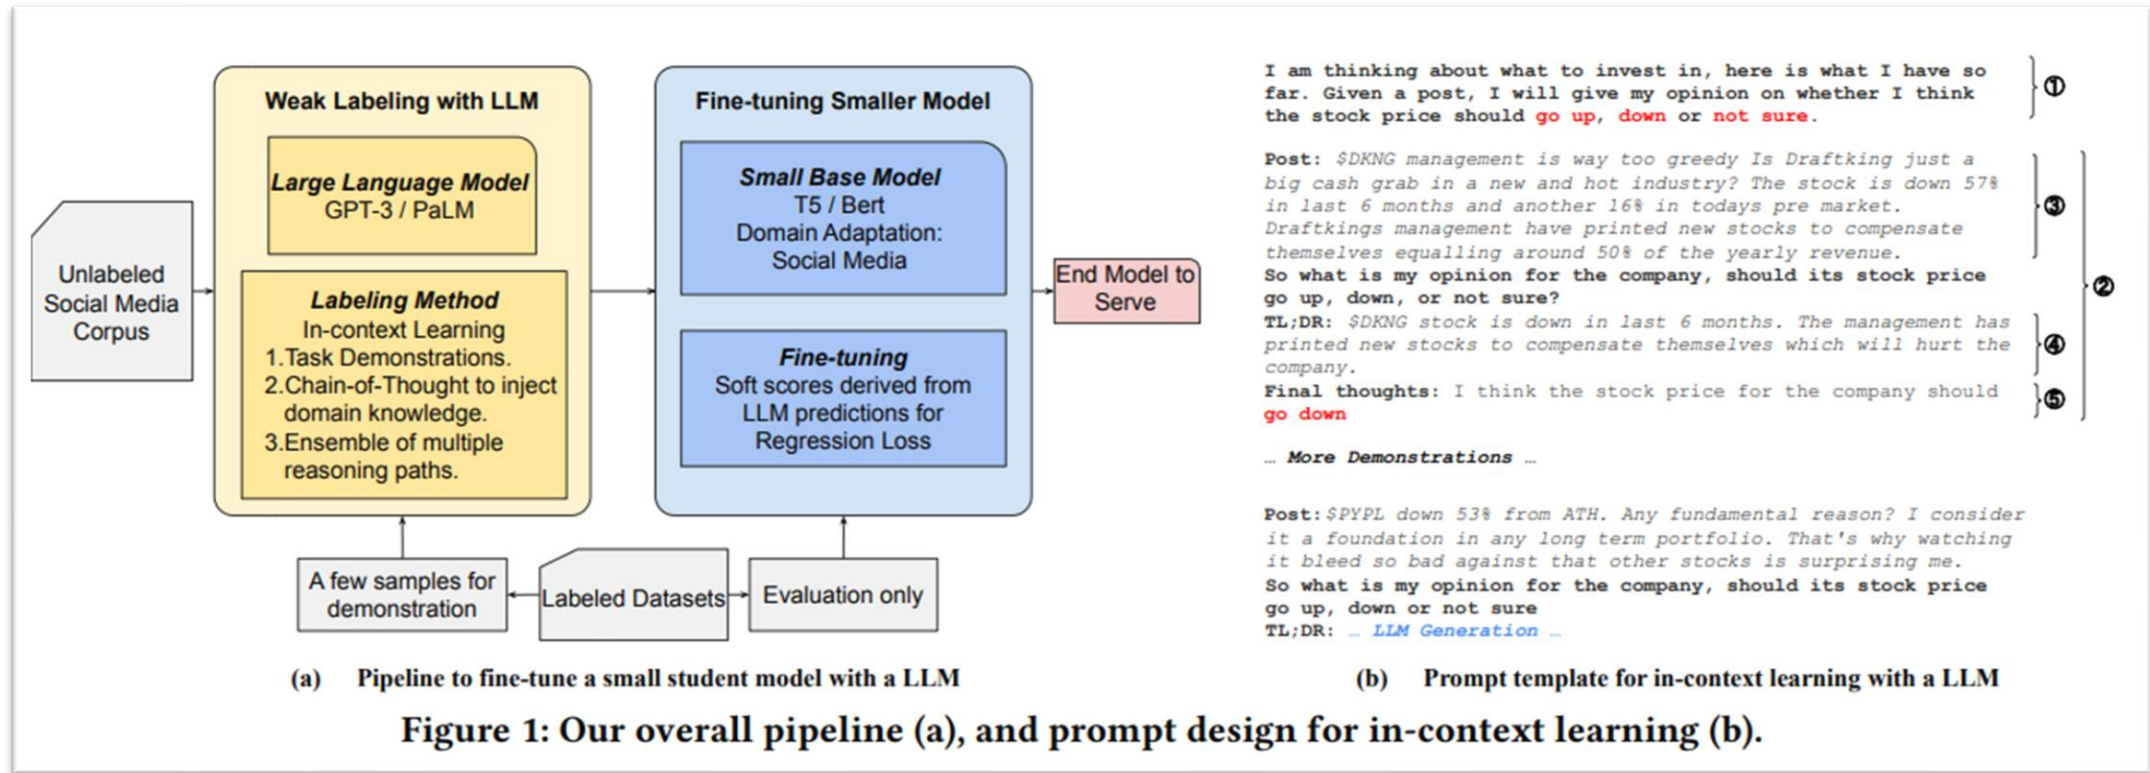 Unlabeled
Social Media
Corpus
Weak Labeling with LLM
Large Language Model
GPT-3 / PaLM
Labeling Method
In-context Learning
1.Task Demonstrations.
2.Chain-of-Thought to inject
domain knowledge.
3.Ensemble of multiple
reasoning paths.
Fine-tuning Smaller Model
Small Base Model
T5 / Bert
Domain Adaptation:
Social Media
Fine-tuning
Soft scores derived from
LLM predictions for
Regression Loss
End Model to
Serve
A few samples for
demonstration
Labeled Datasets
Evaluation only
(a) Pipeline to fine-tune a small student model with a LLM
I am thinking about what to invest in, here is what I have so
far. Given a post, I will give my opinion on whether I think
the stock price should go up, down or not sure.
①
Post: $DKNG management is way too greedy Is Draftking just a
big cash grab in a new and hot industry? The stock is down 57%
in last 6 months and another 16% in todays pre market.
Draftkings management have printed new stocks to compensate
themselves equalling around 50% of the yearly revenue.
③
So what is my opinion for the company, should its stock price
go up, down, or not sure?
②
TL;DR: $DKNG stock is down in last 6 months. The management has
printed new stocks to compensate themselves which will hurt the
company.
④
Final thoughts: I think the stock price for the company should
go down
⑤
… More Demonstrations …
Post: $PYPL down 53% from ATH. Any fundamental reason? I consider
it a foundation in any long term portfolio. That's why watching
it bleed so bad against that other stocks is surprising me.
So what is my opinion for the company, should its stock price
go up, down or not sure
TL;DR: … LLM Generation …
(b) Prompt template for in-context learning with a LLM
Figure 1: Our overall pipeline (a), and prompt design for in-context learning (b).